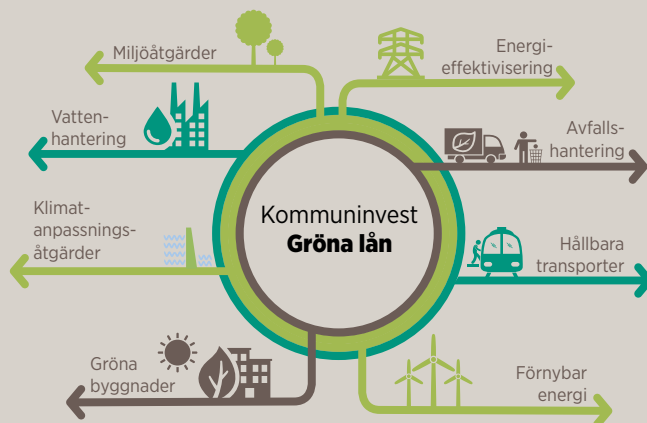 Miljöåtgärder
Energi-
effektivisering
Vatten-
hantering
Avfalls-
hantering
Kommuninvest
Gröna lån
Klimat-
anpassnings-
åtgärder
Hållbara
transporter
Gröna
byggnader
Förnybar
energi